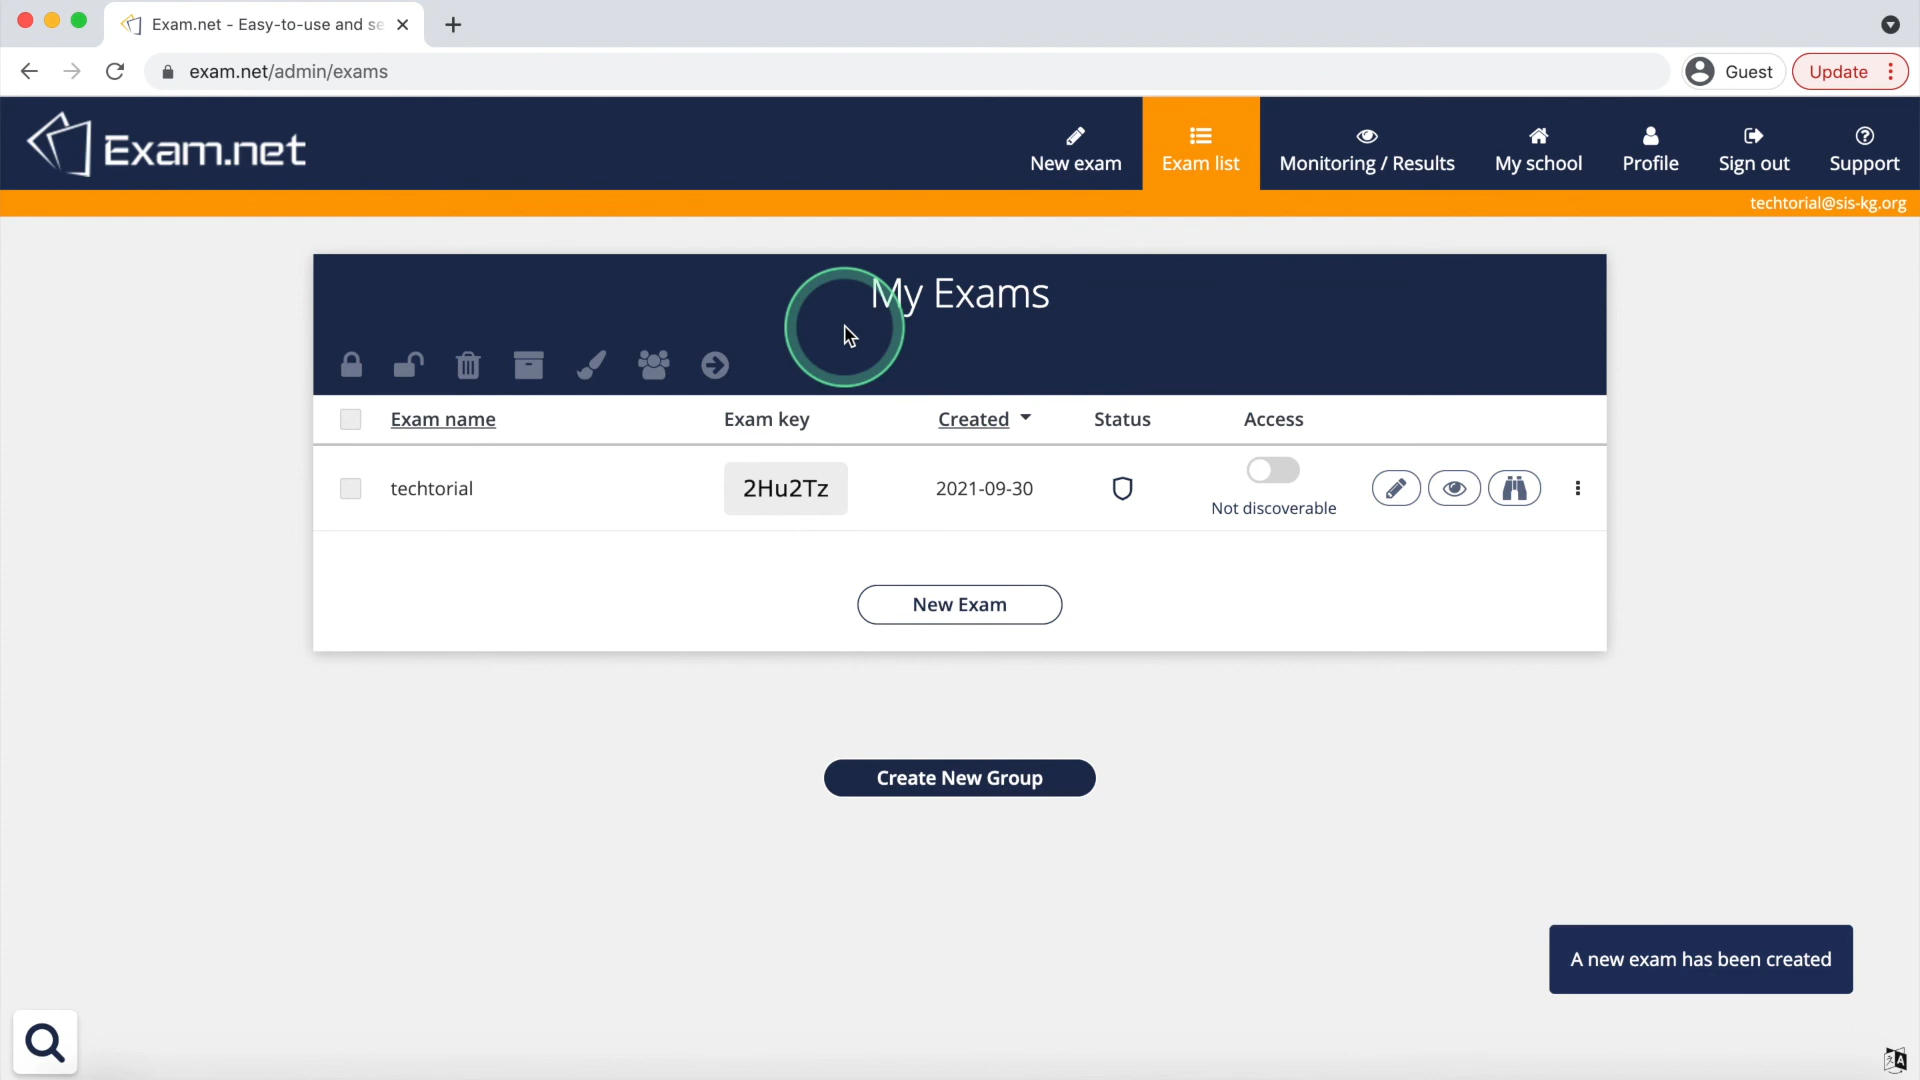 Exam.net - Easy-to-use and se
exam.net/admin/exams
Guest
Update
Exam.net
New exam
Exam list
Monitoring / Results
My school
Profile
Sign out
Support
techtorial@sis-kg.org
My Exams
Exam name
Exam key
Created
Status
Access
techtorial
2Hu2Tz
2021-09-30
Not discoverable
New Exam
Create New Group
A new exam has been created